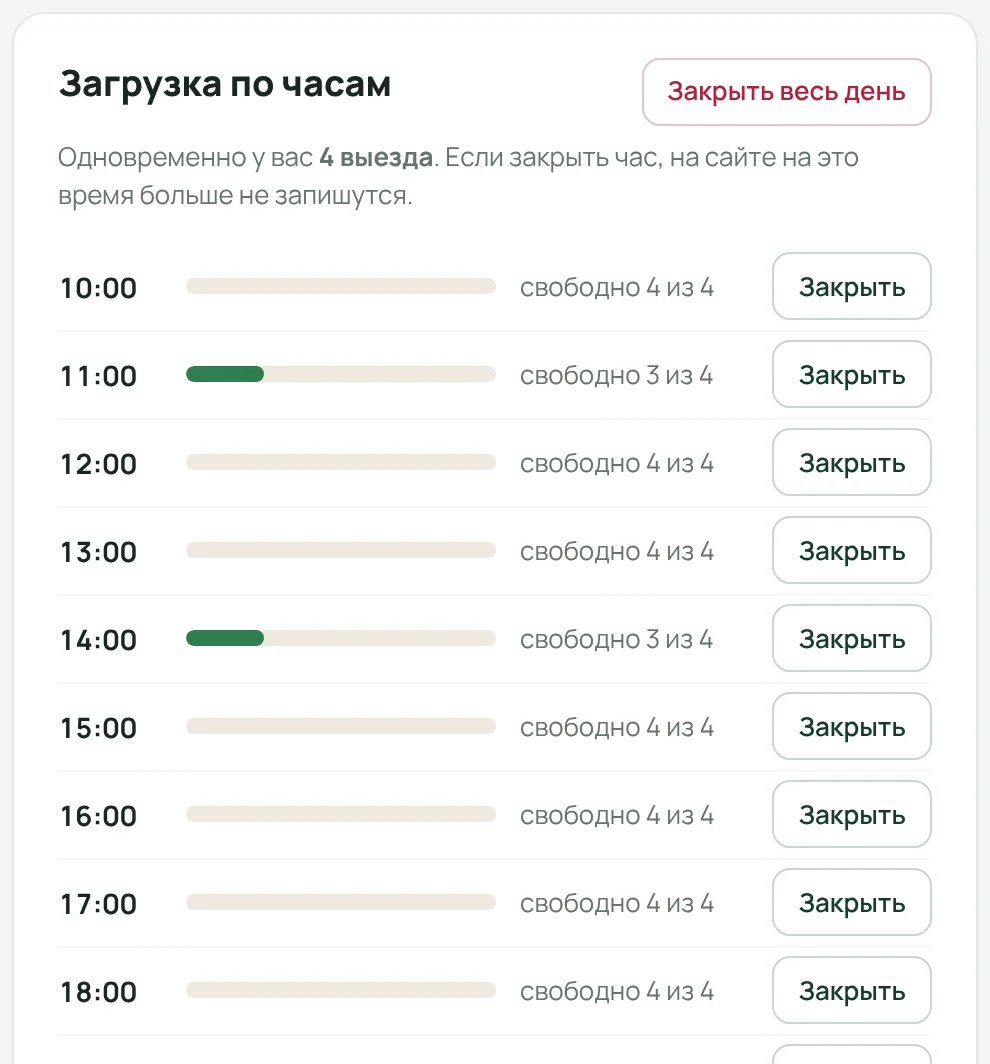 Загрузка по часам
Закрыть весь день
Одновременно у вас 4 выезда. Если закрыть час, на сайте на это
время больше не запишутся.
10:00 свободно 4 из 4 Закрыть
11:00 свободно 3 из 4 Закрыть
12:00 свободно 4 из 4 Закрыть
13:00 свободно 4 из 4 Закрыть
14:00 свободно 3 из 4 Закрыть
15:00 свободно 4 из 4 Закрыть
16:00 свободно 4 из 4 Закрыть
17:00 свободно 4 из 4 Закрыть
18:00 свободно 4 из 4 Закрыть